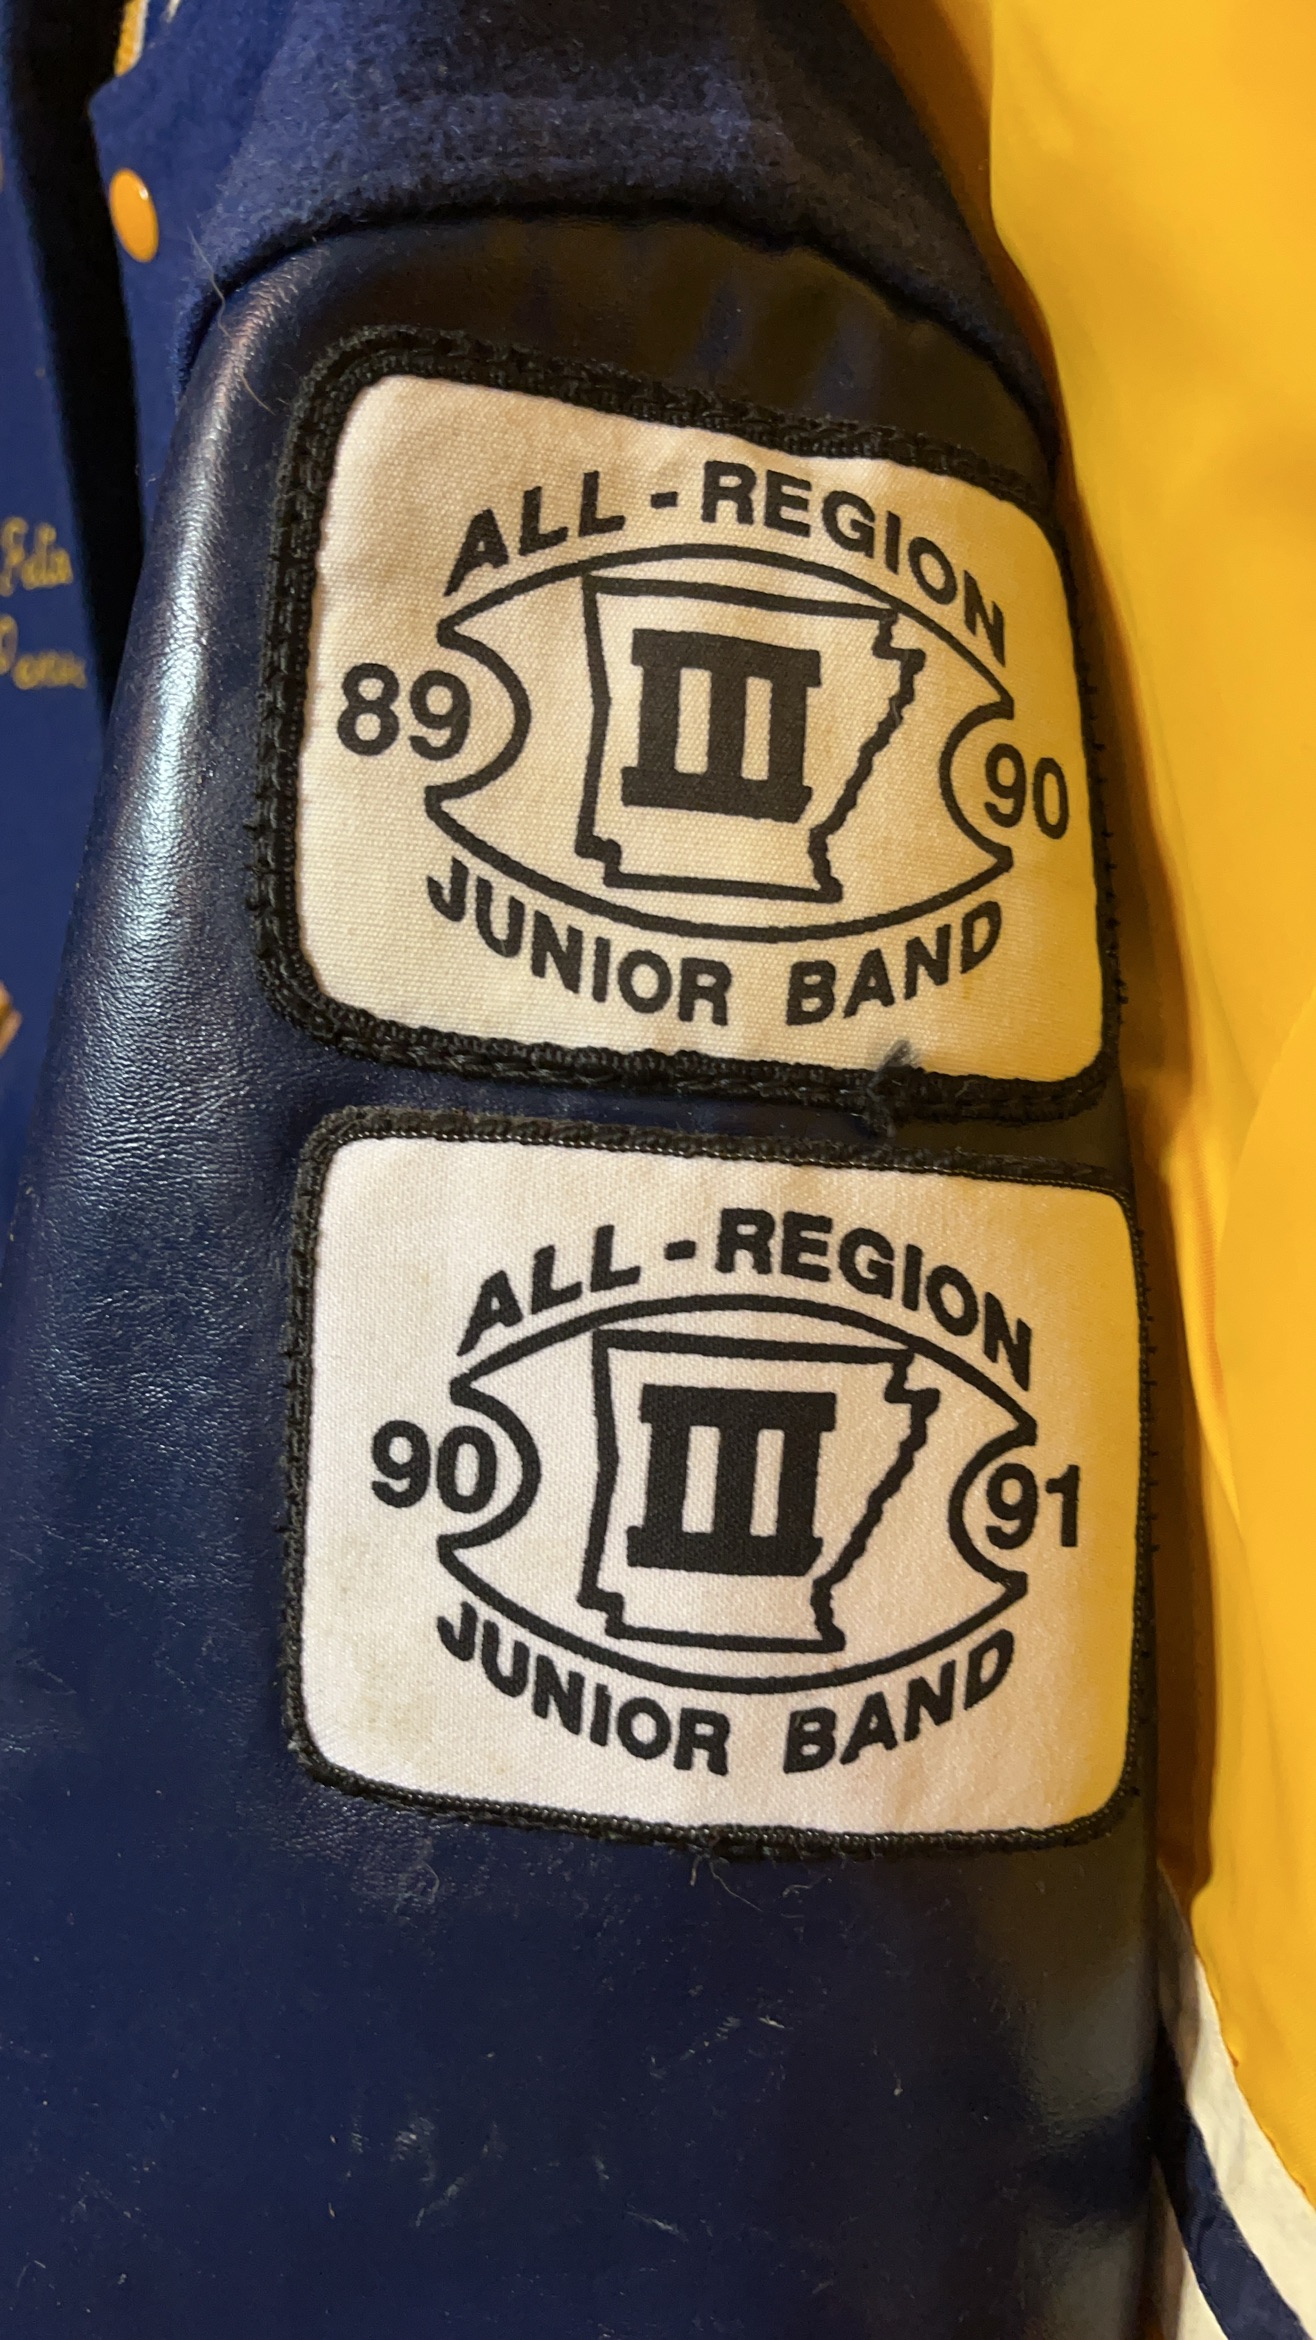 ALL-REGION
89 III 90
JUNIOR BAND
ALL-REGION
90 III 91
JUNIOR BAND